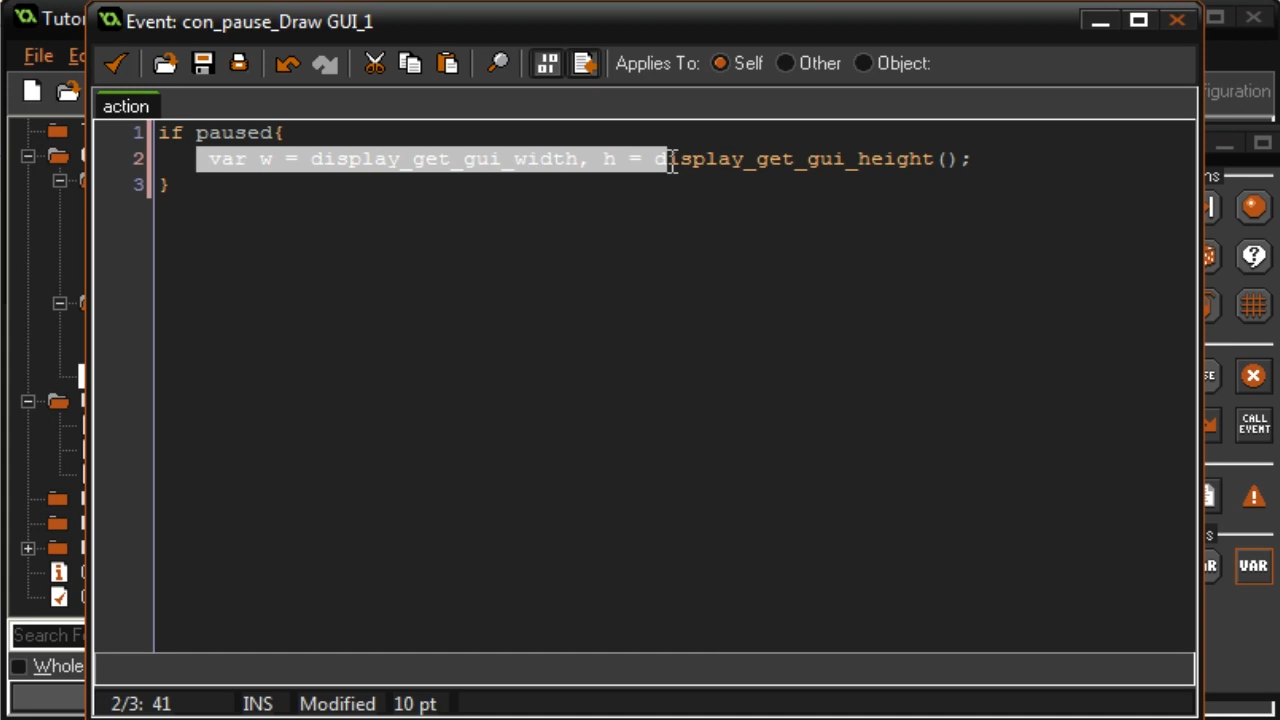 Tutor
Event: con_pause_Draw GUI_1
File
Applies To: Self Other Object:
action
1 if paused{
2 var w = display_get_gui_width, h = display_get_gui_height();
3 }
CALL
EVENT
VAR
Search F
Whole
2/3: 41 INS Modified 10 pt